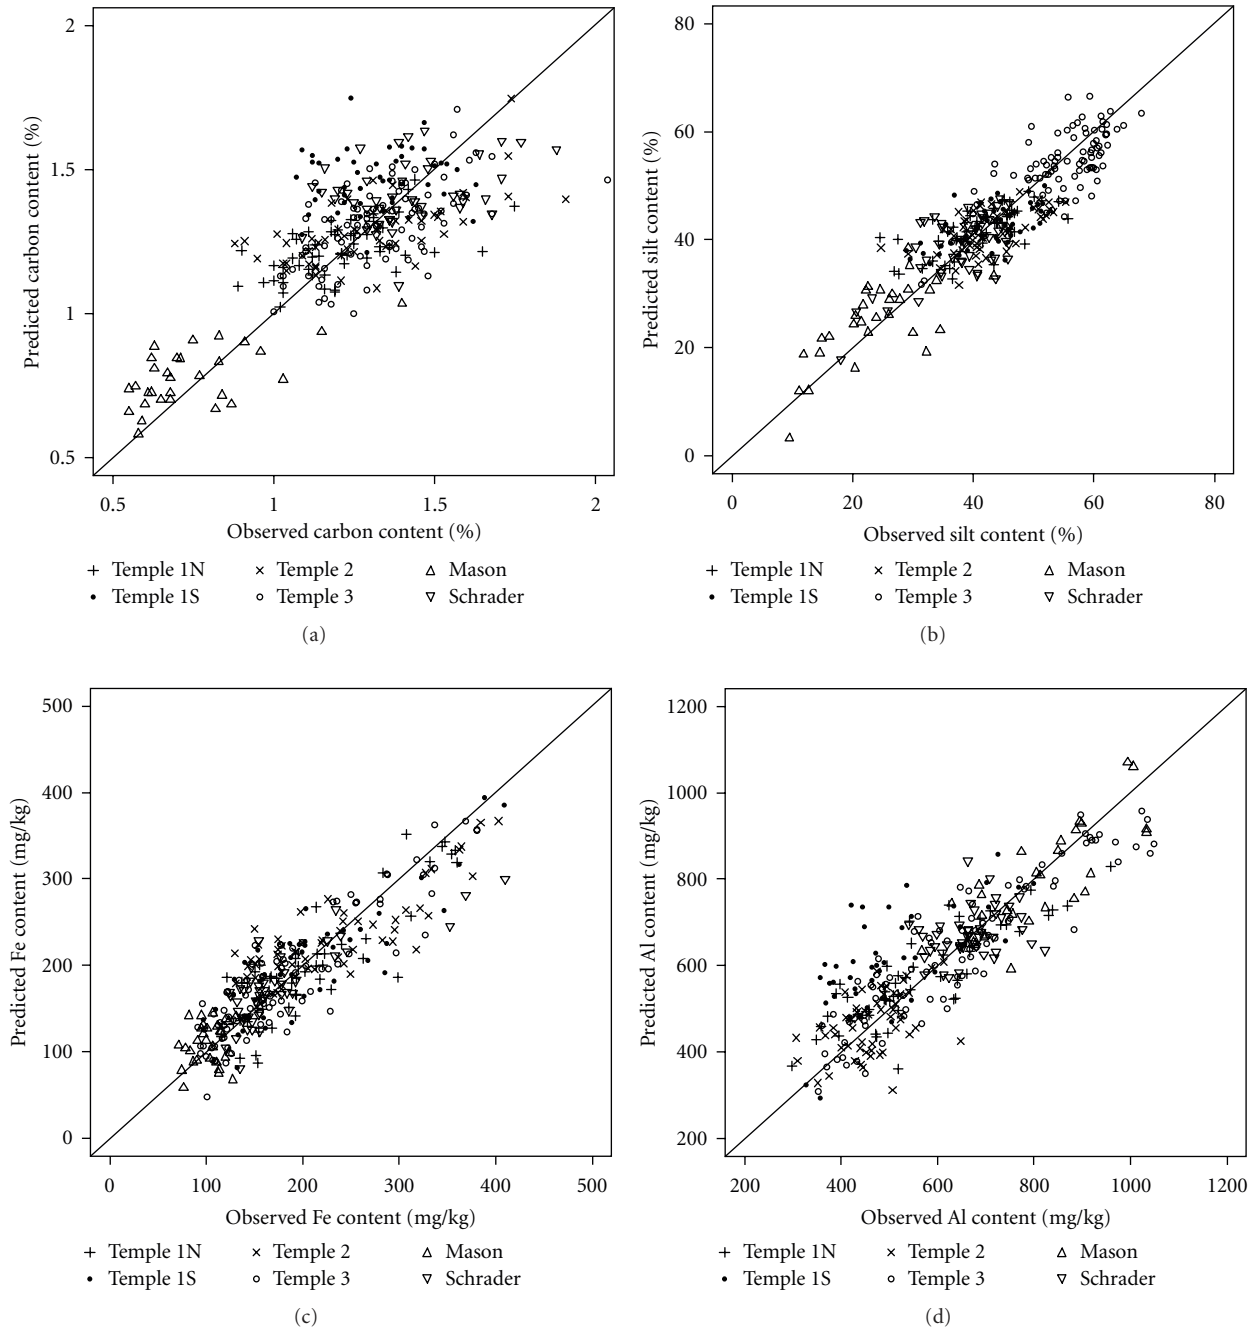 2
1.5
1
0.5
Predicted carbon content (%)
0.5 1 1.5 2
Observed carbon content (%)
Temple 1N Temple 2 Mason
Temple 1S Temple 3 Schrader
(a)
80
60
40
20
0
Predicted silt content (%)
0 20 40 60 80
Observed silt content (%)
Temple 1N Temple 2 Mason
Temple 1S Temple 3 Schrader
(b)
500
400
300
200
100
0
Predicted Fe content (mg/kg)
0 100 200 300 400 500
Observed Fe content (mg/kg)
Temple 1N Temple 2 Mason
Temple 1S Temple 3 Schrader
(c)
1200
1000
800
600
400
200
Predicted Al content (mg/kg)
200 400 600 800 1000 1200
Observed Al content (mg/kg)
Temple 1N Temple 2 Mason
Temple 1S Temple 3 Schrader
(d)